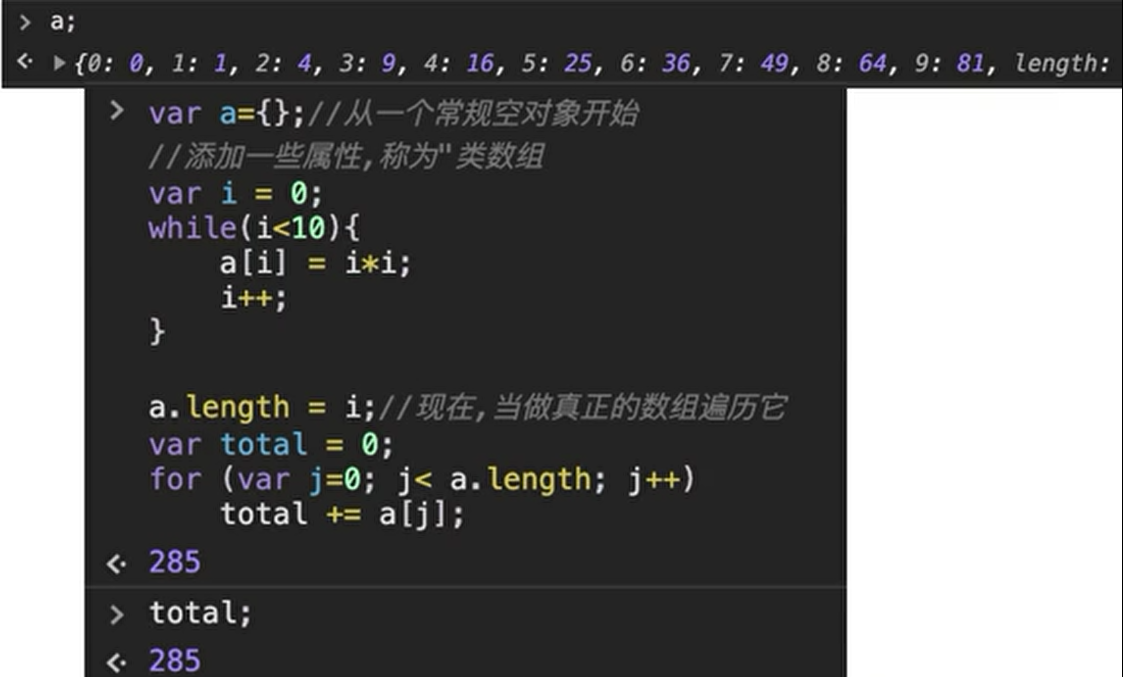 > a;
{0: 0, 1: 1, 2: 4, 3: 9, 4: 16, 5: 25, 6: 36, 7: 49, 8: 64, 9: 81, length:
> var a={};//从一个常规空对象开始
//添加一些属性,称为"类数组
var i = 0;
while(i<10){
    a[i] = i*i;
    i++;
}
a.length = i;//现在,当做真正的数组遍历它
var total = 0;
for (var j=0; j< a.length; j++)
    total += a[j];
285
> total;
285